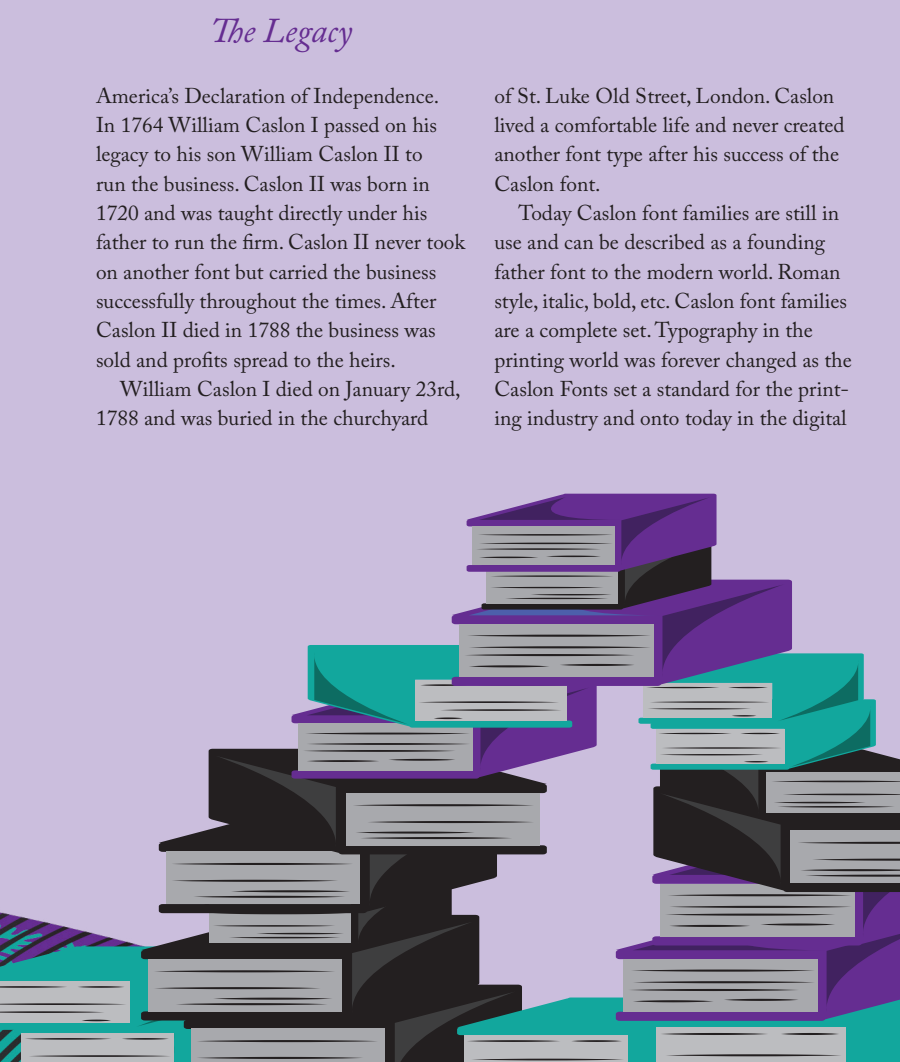 The Legacy
America's Declaration of Independence.
In 1764 William Caslon I passed on his
legacy to his son William Caslon II to
run the business. Caslon II was born in
1720 and was taught directly under his
father to run the firm. Caslon II never took
on another font but carried the business
successfully throughout the times. After
Caslon II died in 1788 the business was
sold and profits spread to the heirs.
William Caslon I died on January 23rd,
1788 and was buried in the churchyard
of St. Luke Old Street, London. Caslon
lived a comfortable life and never created
another font type after his success of the
Caslon font.
Today Caslon font families are still in
use and can be described as a founding
father font to the modern world. Roman
style, italic, bold, etc. Caslon font families
are a complete set. Typography in the
printing world was forever changed as the
Caslon Fonts set a standard for the print-
ing industry and onto today in the digital